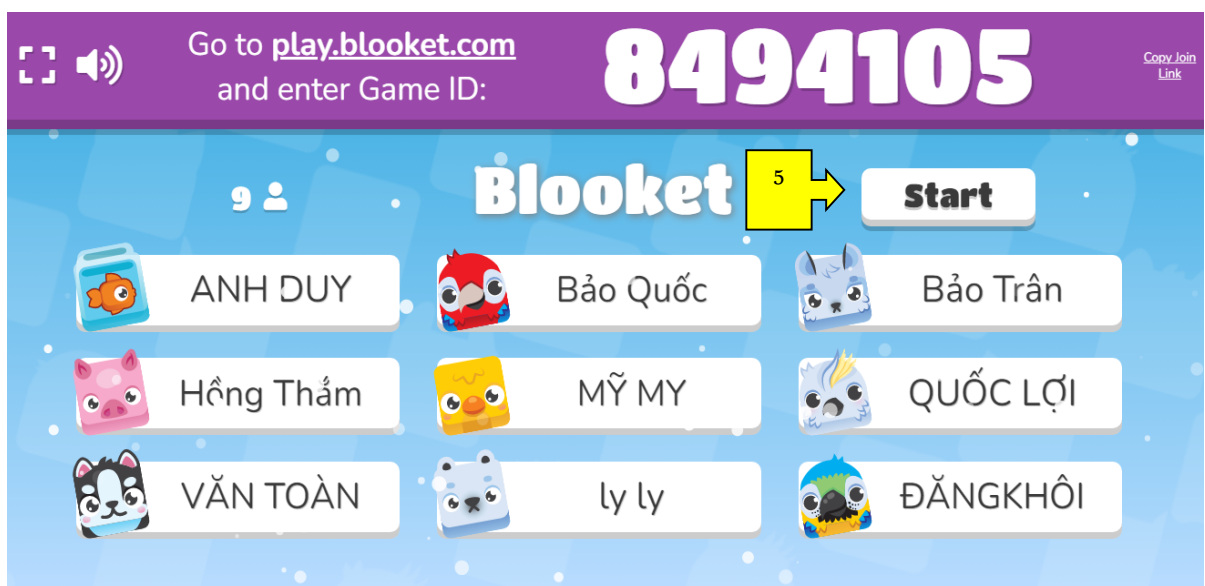 Go to play.blooket.com
and enter Game ID:
8494105
Copy Join
Link
9
Blooket
5
Start
ANH DUY
Bảo Quốc
Bảo Trân
Hồng Thắm
MỸ MY
QUỐC LỢI
VĂN TOÀN
ly ly
ĐĂNGKHÔI